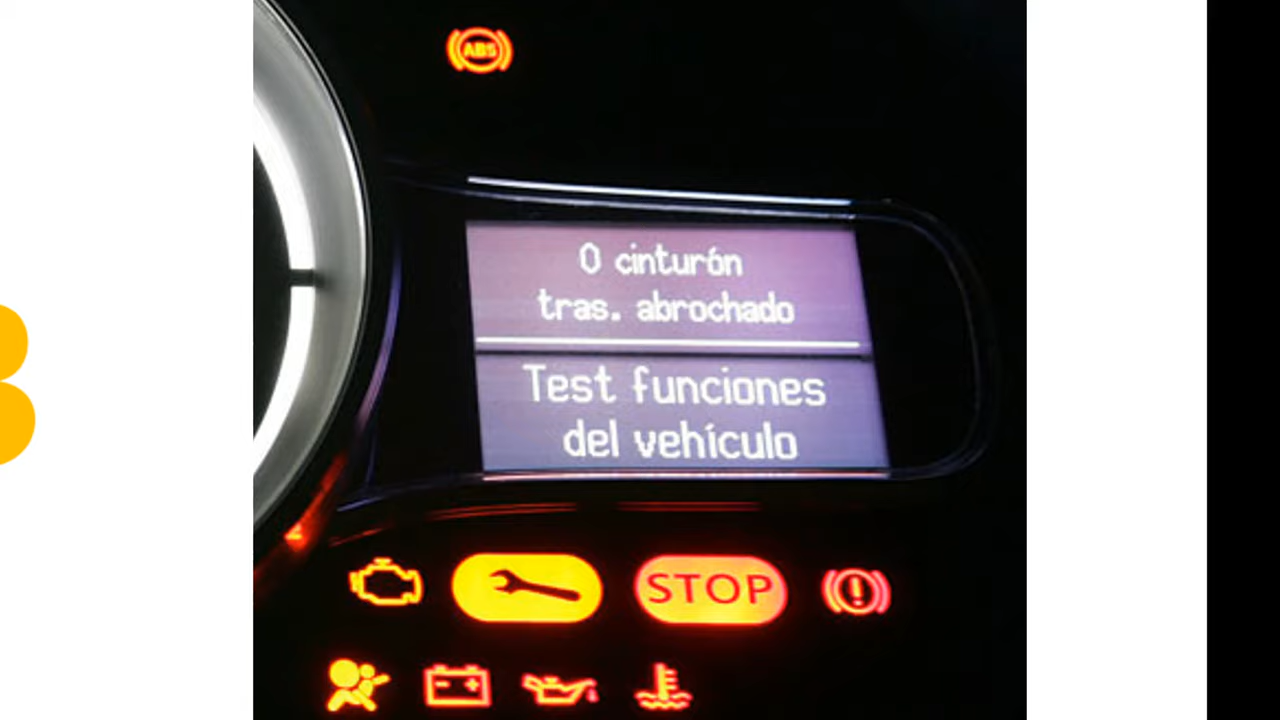 ABS
0 cinturón
tras. abrochado
Test funciones
del vehículo
STOP